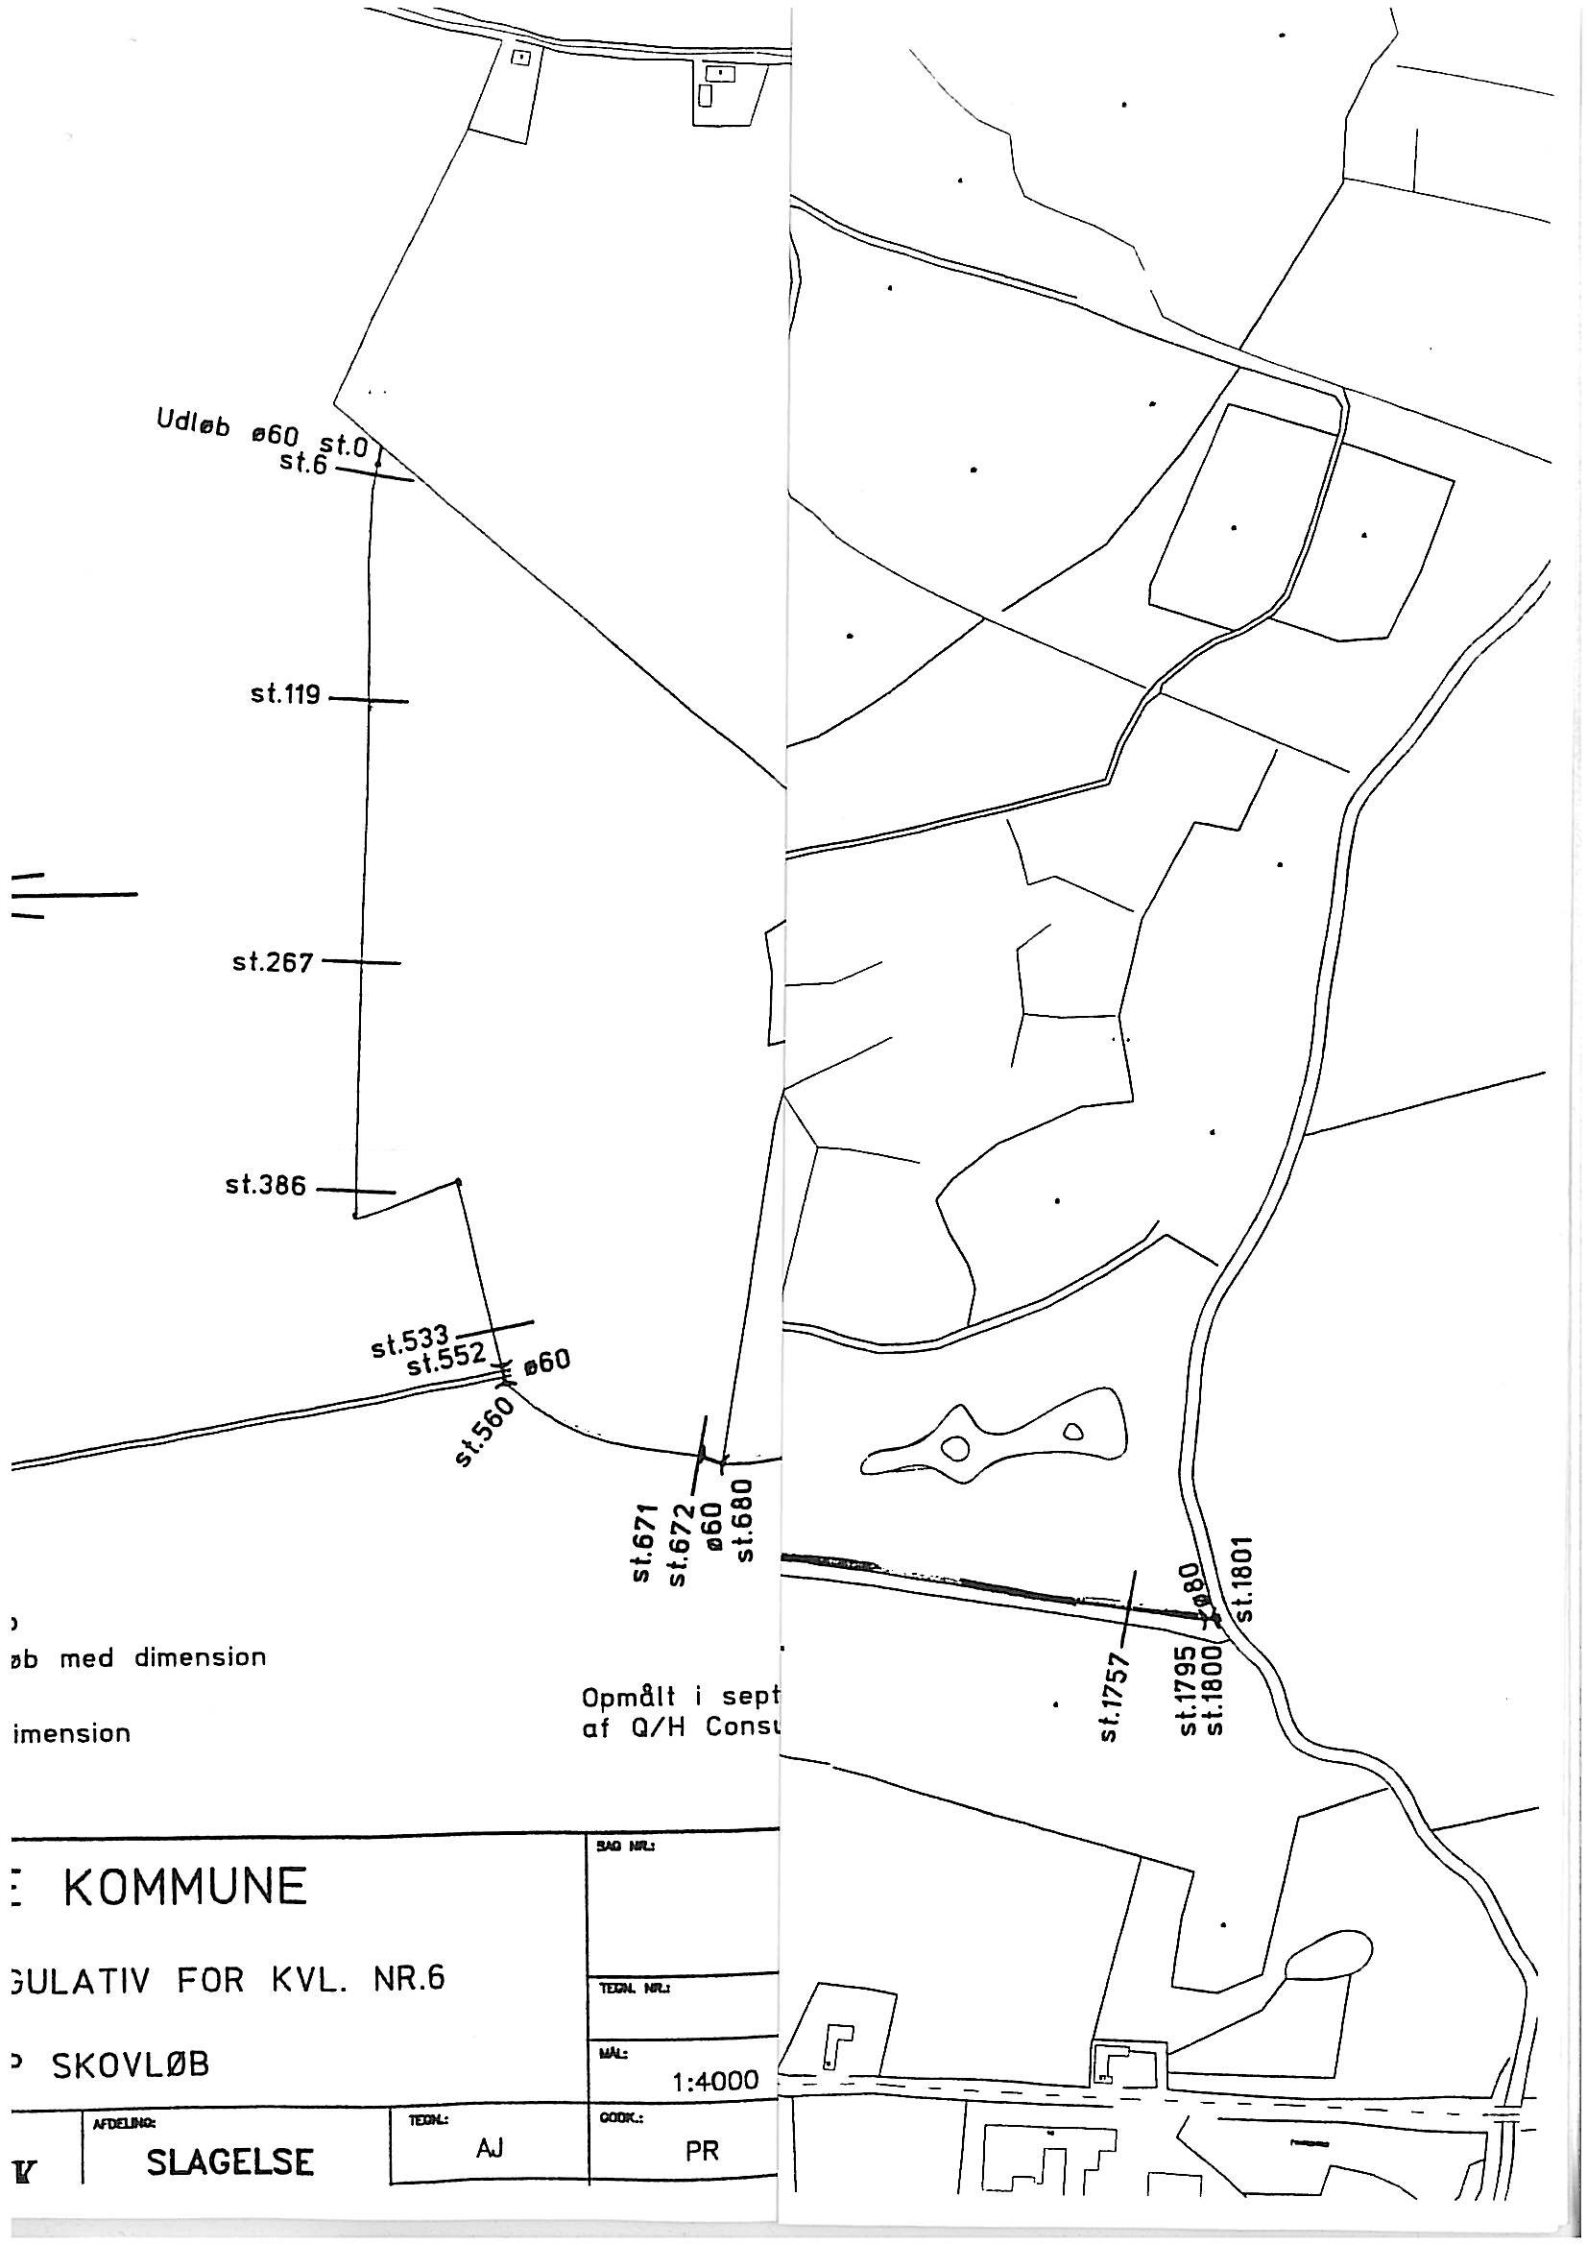 Udløb ø60 st.0
st.6
st.119
st.267
st.386
st.533
st.552
ø60
st.560
st.671
st.672
ø60
st.680
st.1757
ø80
st.1795
st.1800
st.1801
øb med dimension
imension
Opmålt i sept
af Q/H Consu
E KOMMUNE
GULATIV FOR KVL. NR.6
P SKOVLØB
SAG NR.:
TEGN. NR.:
MÅL:
1:4000
AFDELING:
SLAGELSE
TEGN.:
AJ
GODK.:
PR